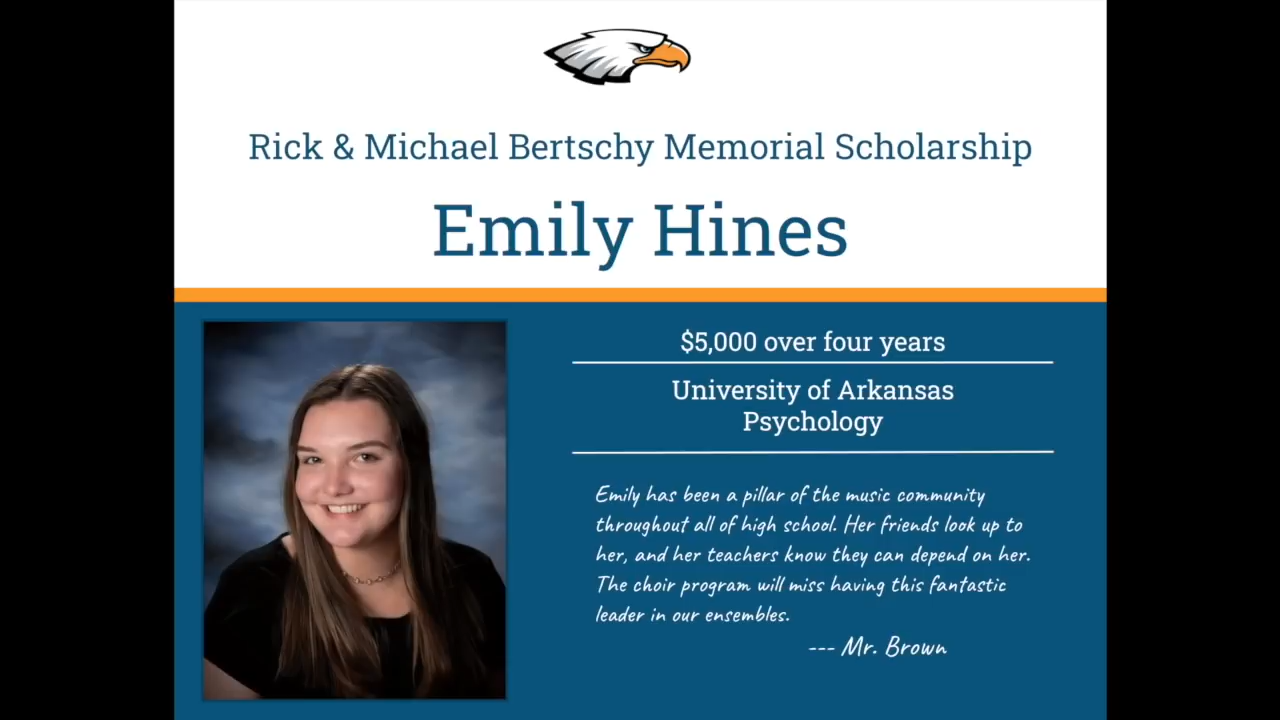 Rick & Michael Bertschy Memorial Scholarship
Emily Hines
$5,000 over four years
University of Arkansas
Psychology
Emily has been a pillar of the music community
throughout all of high school. Her friends look up to
her, and her teachers know they can depend on her.
The choir program will miss having this fantastic
leader in our ensembles.
--- Mr. Brown